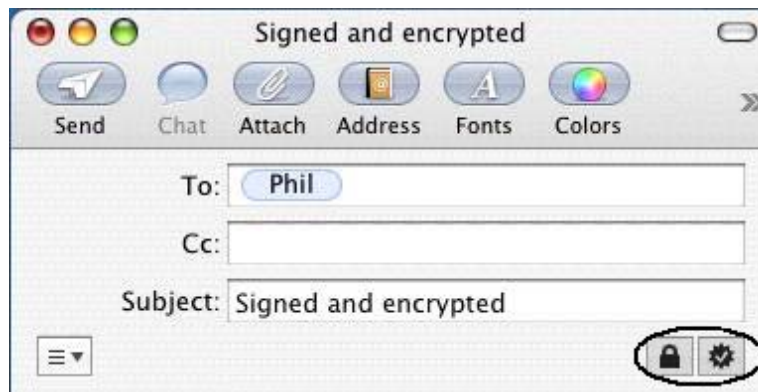 Signed and encrypted
Send Chat Attach Address Fonts Colors
To: Phil
Cc:
Subject: Signed and encrypted